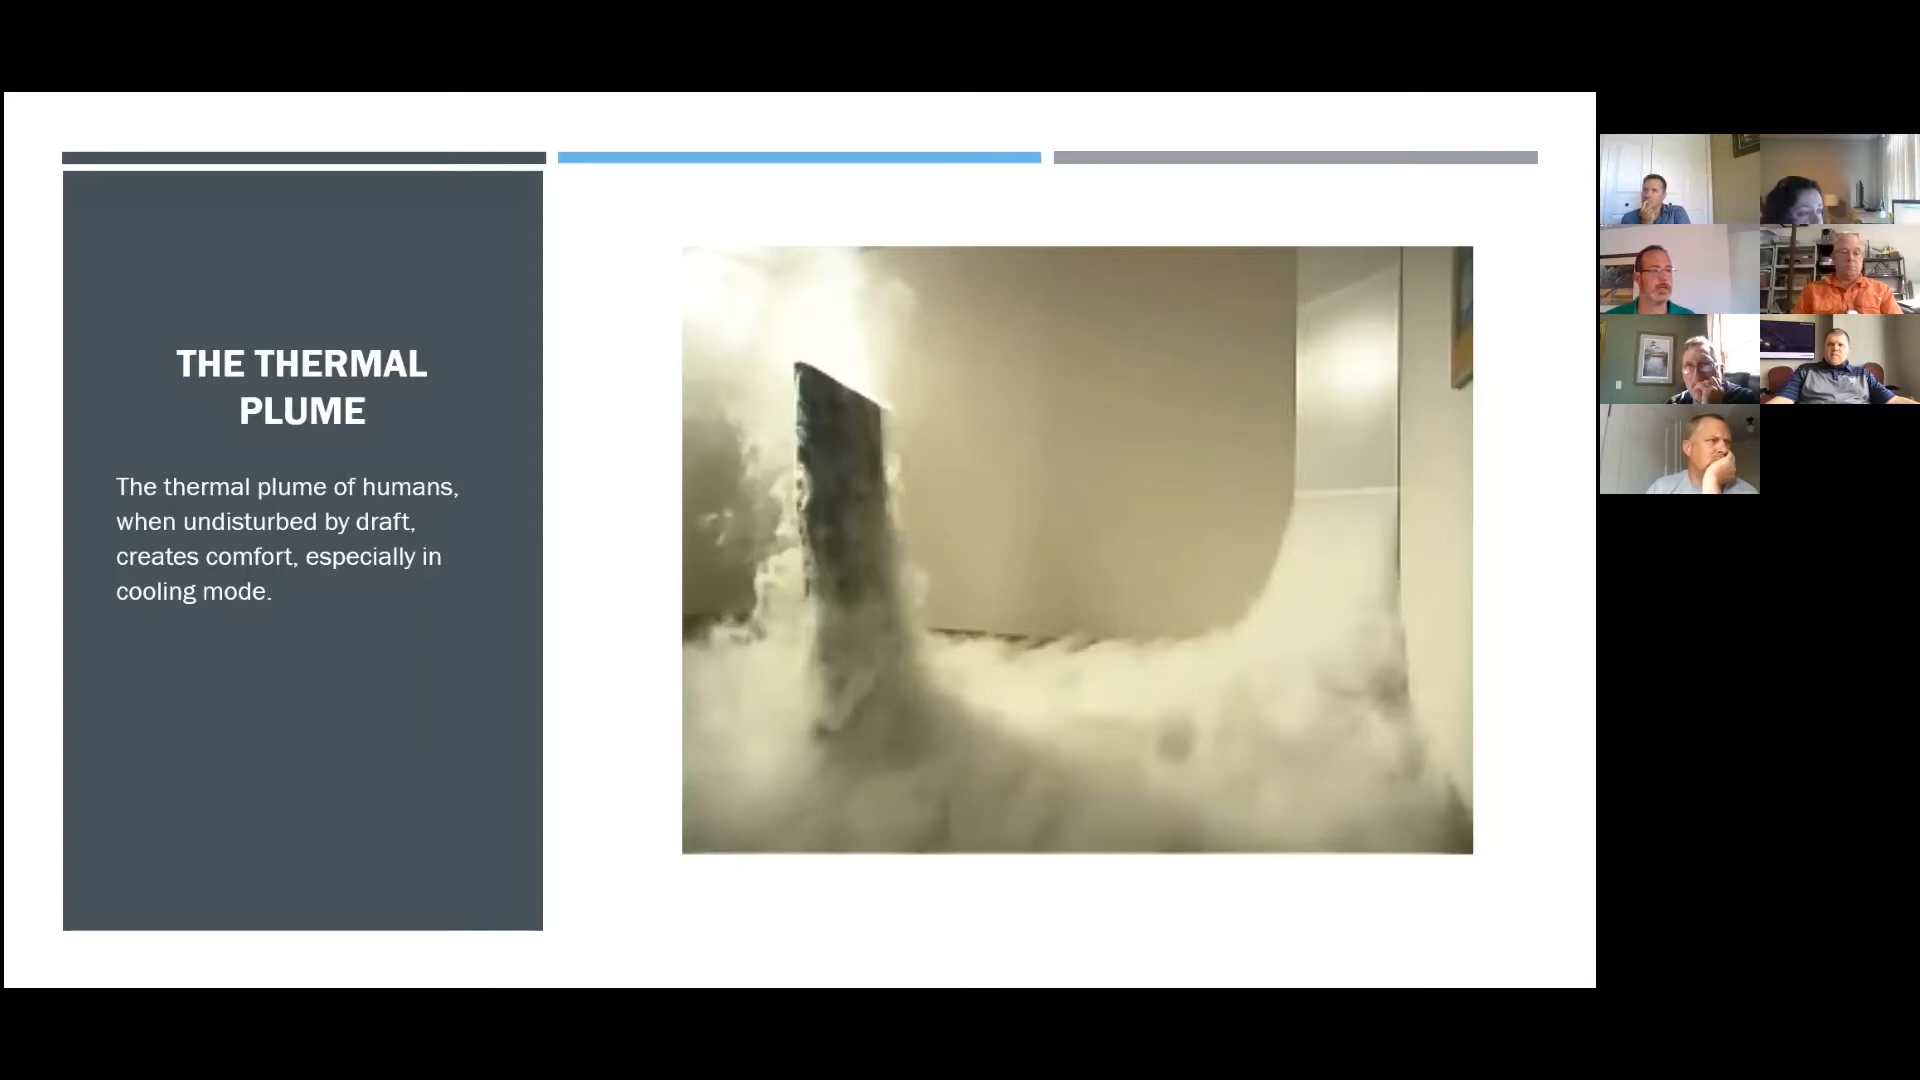 THE THERMAL
PLUME
The thermal plume of humans,
when undisturbed by draft,
creates comfort, especially in
cooling mode.